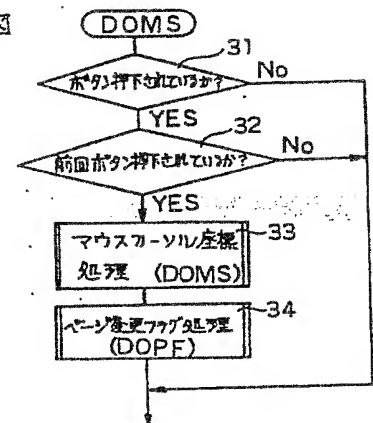 図
DOMS
31
ボタン押下されているか?
No
YES
32
前回ボタン押下されているか?
No
YES
33
マウスカーソル座標
処理 (DOMS)
34
ページ変更フラグ処理
(DOPF)